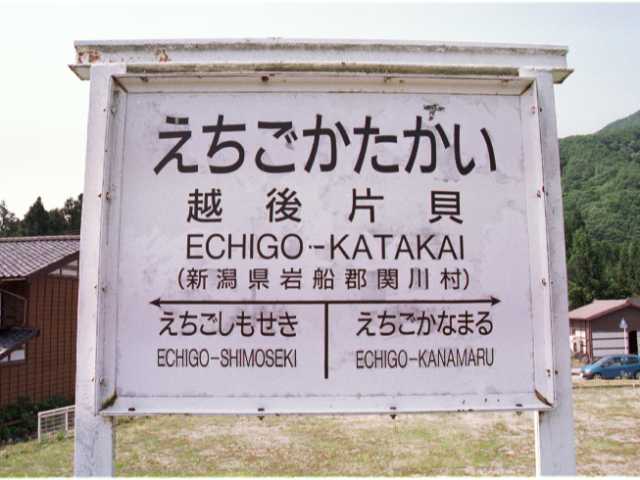 えちごかたかい
越後片貝
ECHIGO-KATAKAI
(新潟県岩船郡関川村)
えちごしもせき えちごかなまる
ECHIGO-SHIMOSEKI ECHIGO-KANAMARU